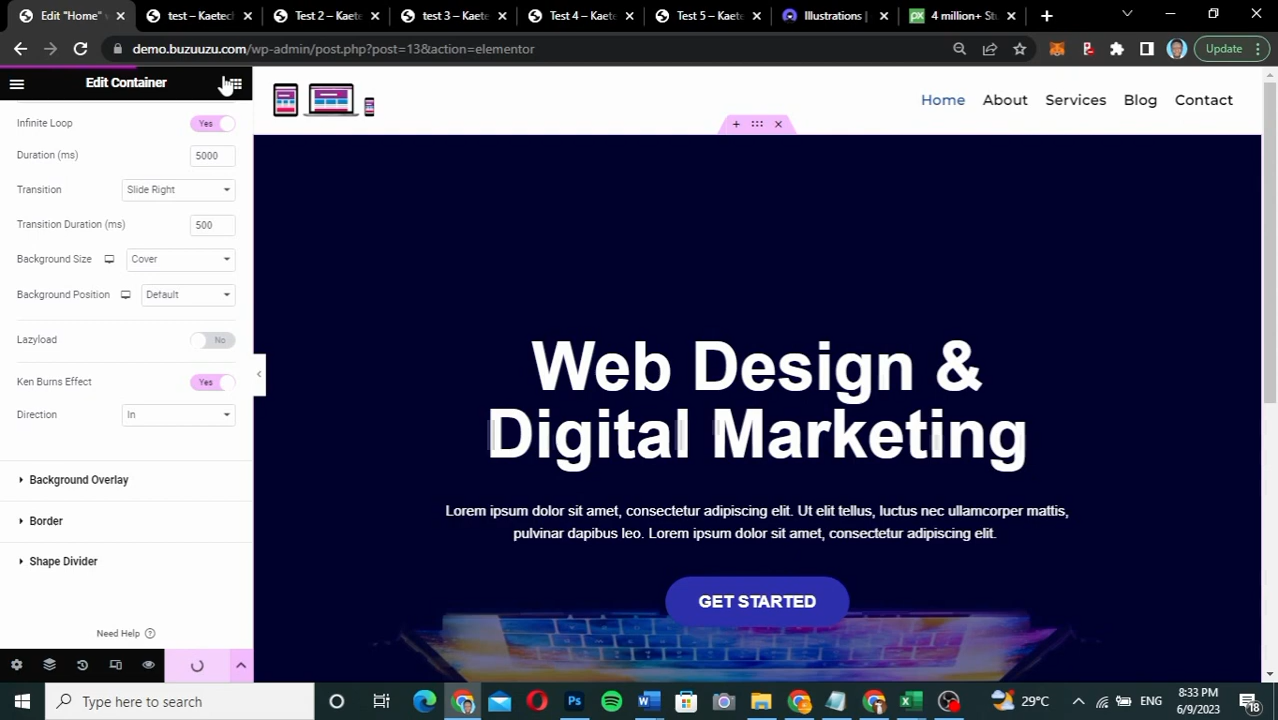 Edit "Home"
test – Kaetech
Test 2 – Kaete
test 3 – Kaete
Test 4 – Kaete
Test 5 – Kaete
Illustrations |
4 million+ Stu
demo.buzuuzu.com/wp-admin/post.php?post=13&action=elementor
Update
Edit Container
Home About Services Blog Contact
Infinite Loop Yes
Duration (ms) 5000
Transition Slide Right
Transition Duration (ms) 500
Background Size Cover
Background Position Default
Lazyload No
Ken Burns Effect Yes
Direction In
Background Overlay
Border
Shape Divider
Need Help
Web Design &
Digital Marketing
Lorem ipsum dolor sit amet, consectetur adipiscing elit. Ut elit tellus, luctus nec ullamcorper mattis,
pulvinar dapibus leo. Lorem ipsum dolor sit amet, consectetur adipiscing elit.
GET STARTED
Type here to search
29°C
ENG
8:33 PM
6/9/2023
18